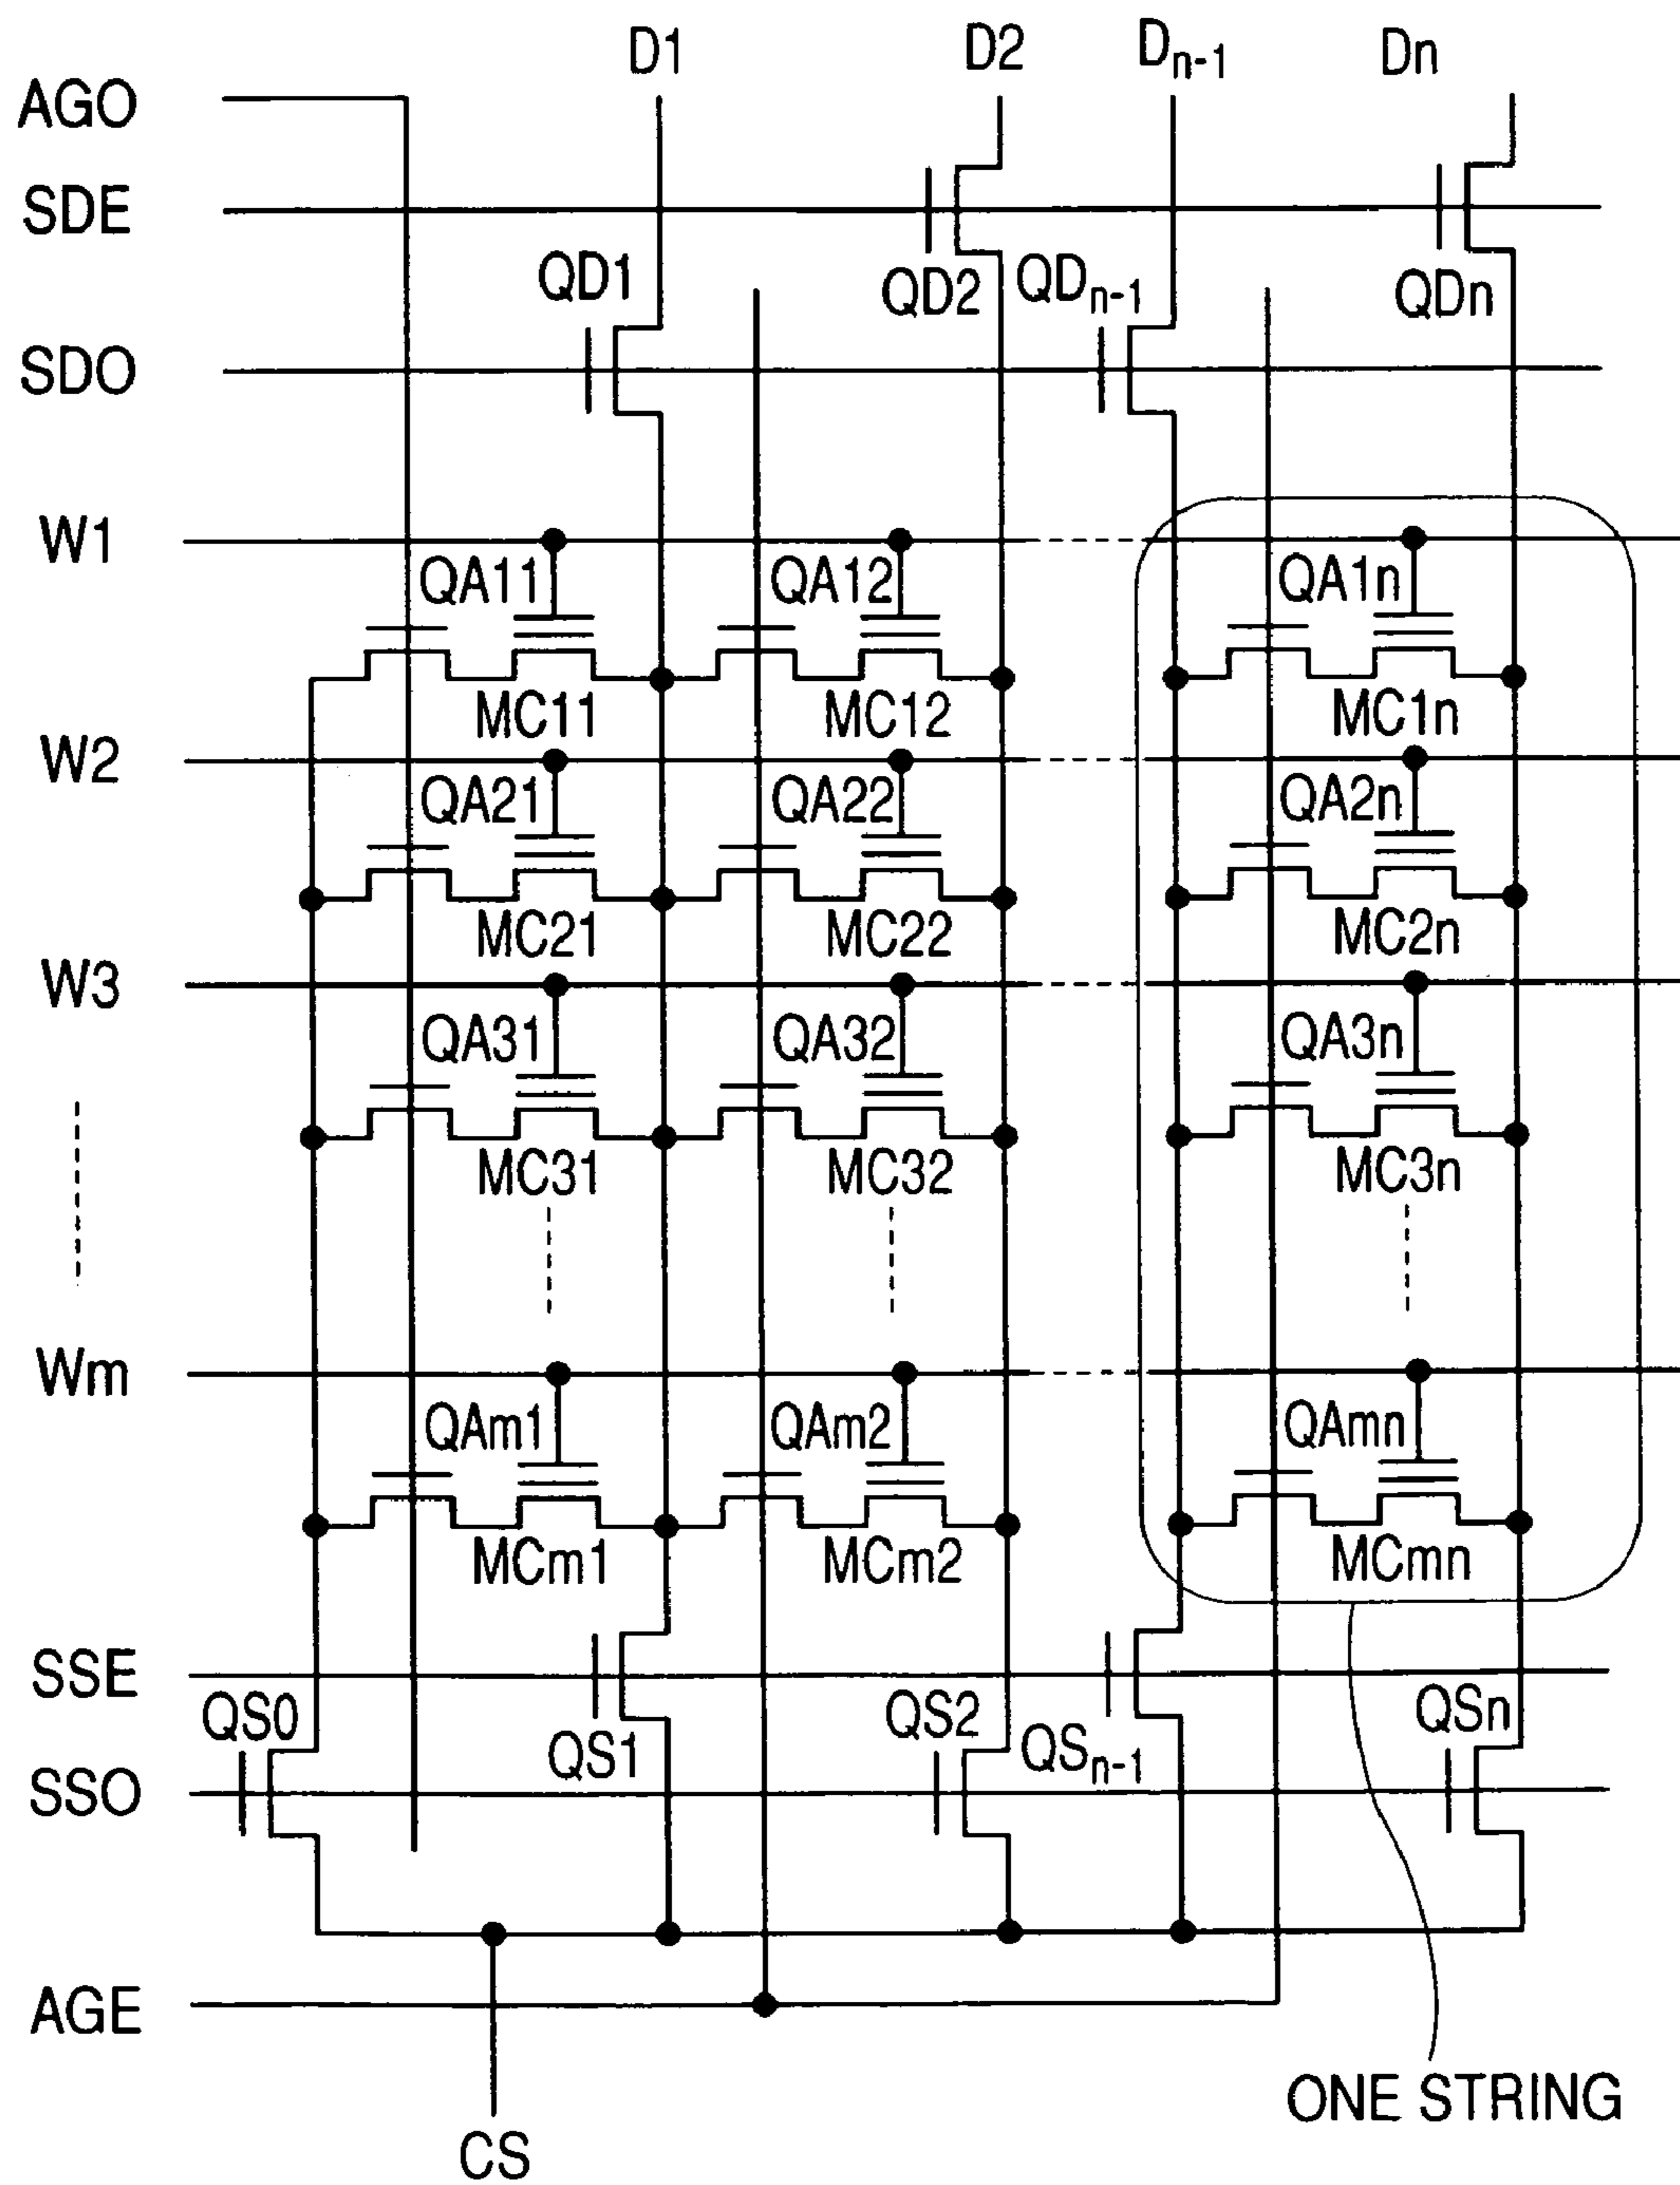 D1 D2 Dn-1 Dn
AGO
SDE
QD1 QD2 QDn-1 QDn
SDO
W1
QA11 QA12 QA1n
MC11 MC12 MC1n
W2
QA21 QA22 QA2n
MC21 MC22 MC2n
W3
QA31 QA32 QA3n
MC31 MC32 MC3n
Wm
QAm1 QAm2 QAmn
MCm1 MCm2 MCmn
SSE
QS0 QS1 QS2 QSn-1 QSn
SSO
AGE
ONE STRING
CS